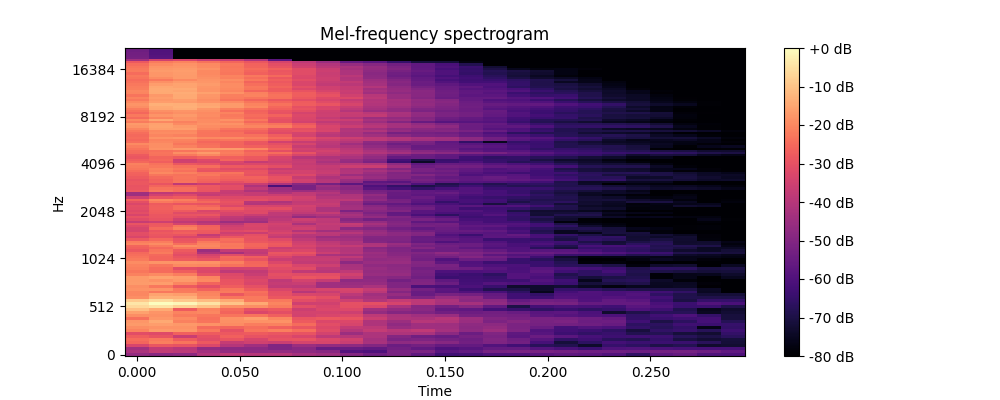 Mel-frequency spectrogram
Hz
16384
8192
4096
2048
1024
512
0
0.000 0.050 0.100 0.150 0.200 0.250
Time
+0 dB
-10 dB
-20 dB
-30 dB
-40 dB
-50 dB
-60 dB
-70 dB
-80 dB